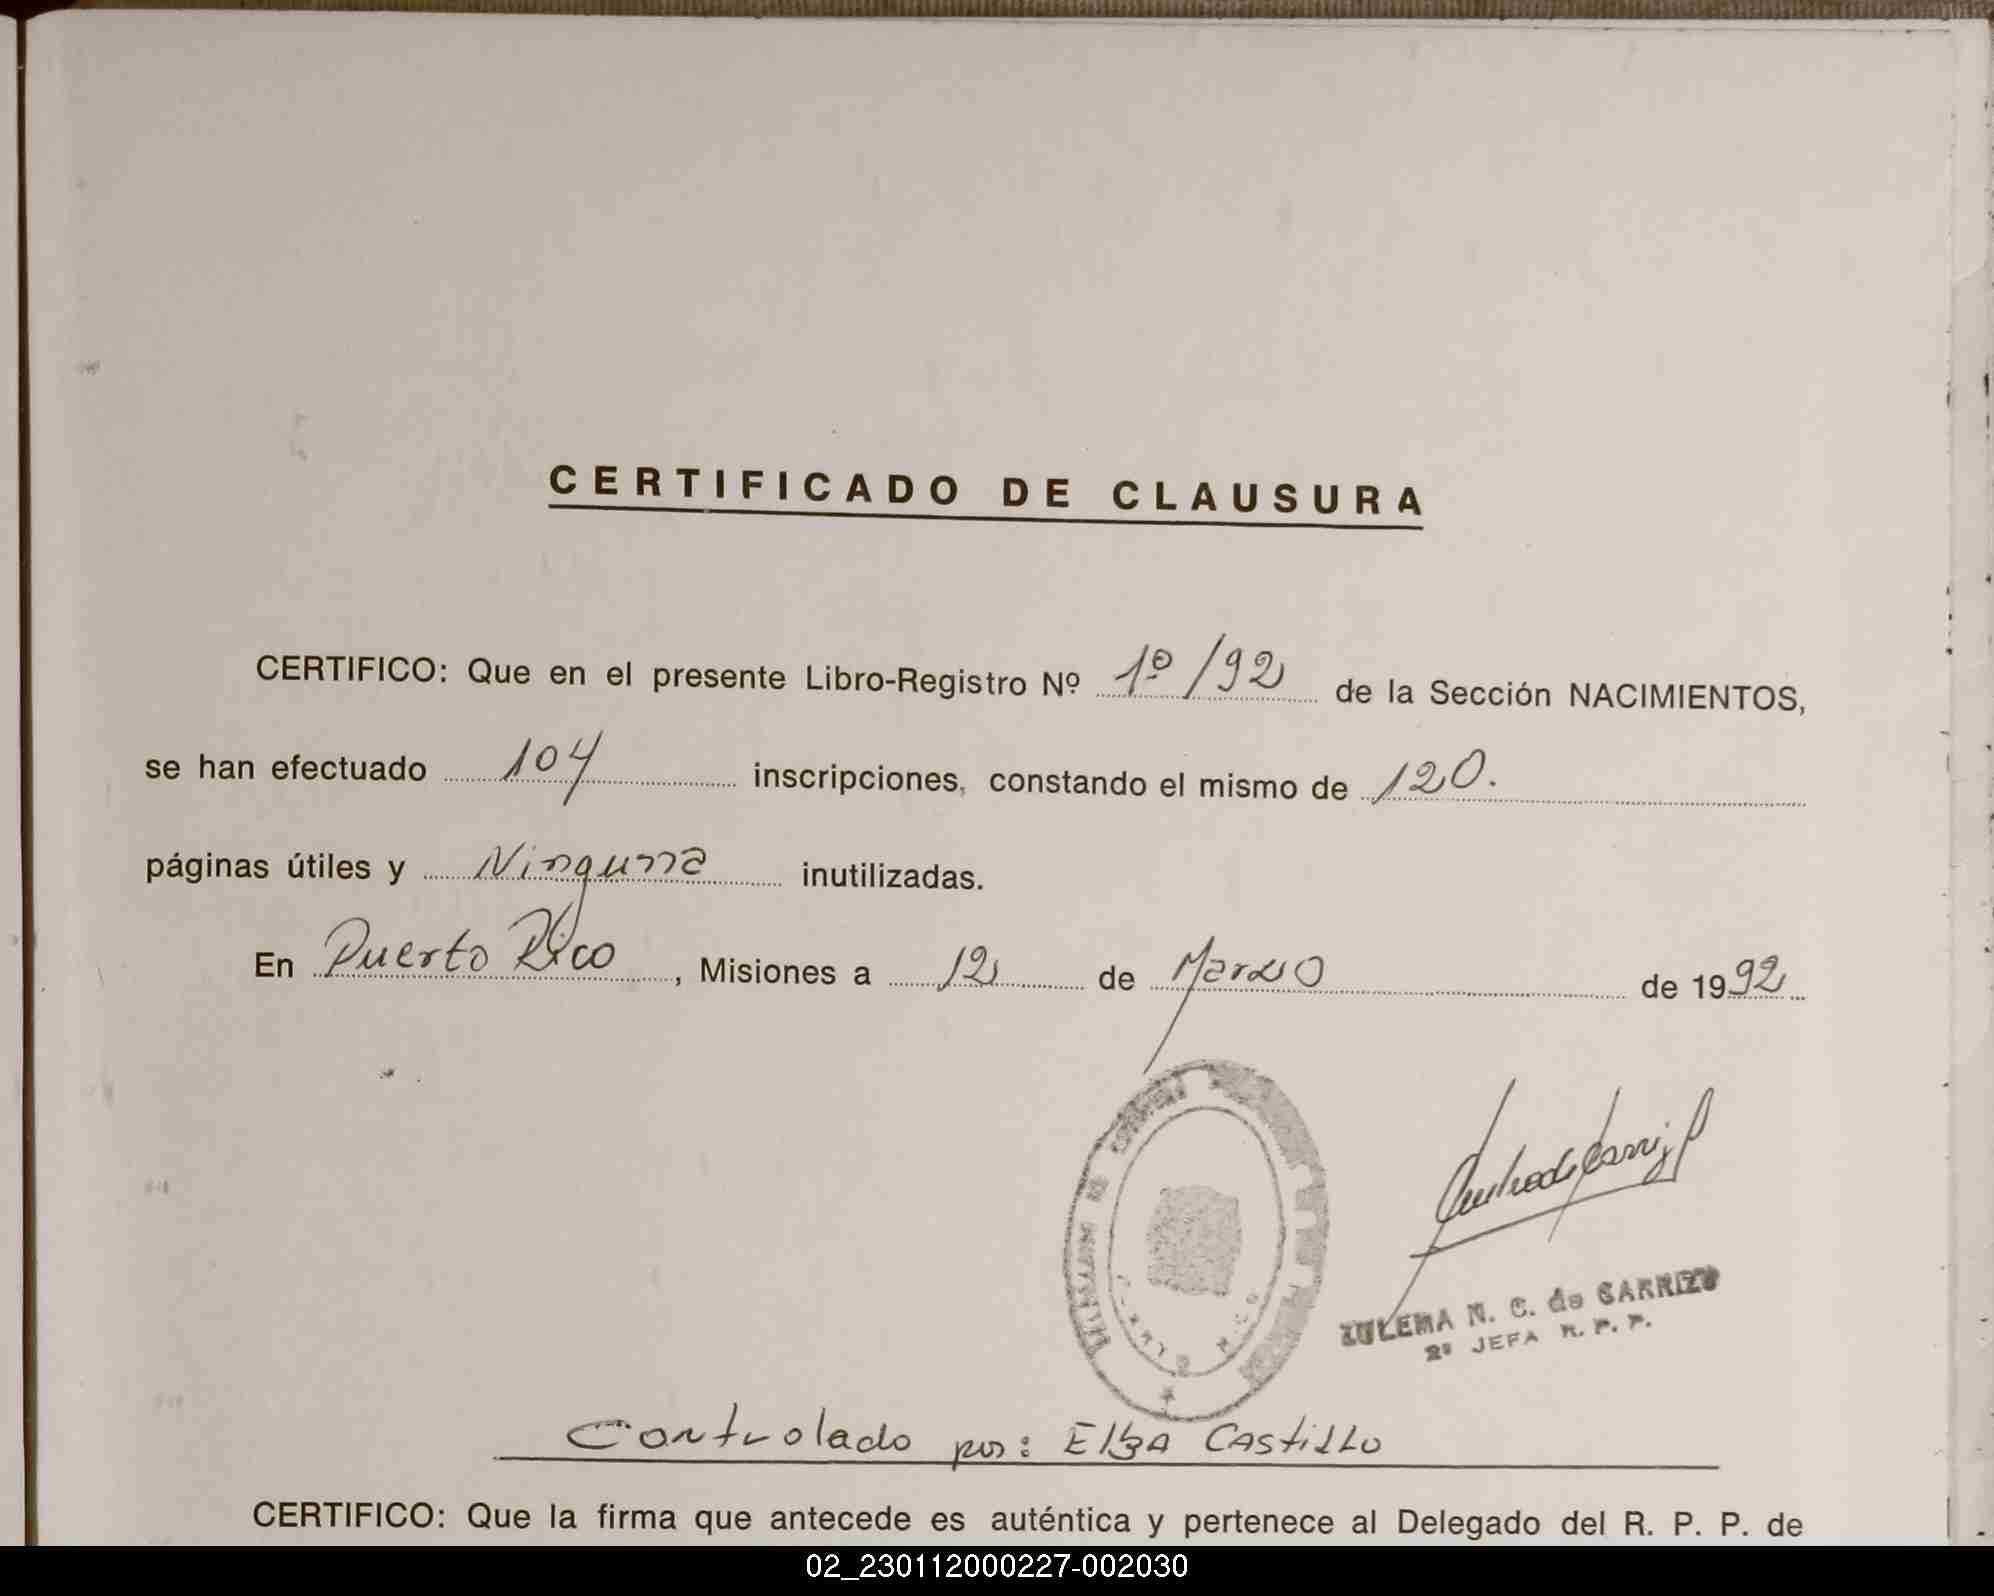 CERTIFICADO DE CLAUSURA
CERTIFICO: Que en el presente Libro-Registro Nº 1º/92 de la Sección NACIMIENTOS,
se han efectuado 104 inscripciones, constando el mismo de 120.
páginas útiles y Ninguna inutilizadas.
En Puerto Rico, Misiones a 12 de Marzo de 1992
ZULEMA N. C. de CARRIZO
2º JEFA R. P. P.
Controlado por: Elba Castillo
CERTIFICO: Que la firma que antecede es auténtica y pertenece al Delegado del R. P. P. de
02_230112000227-002030